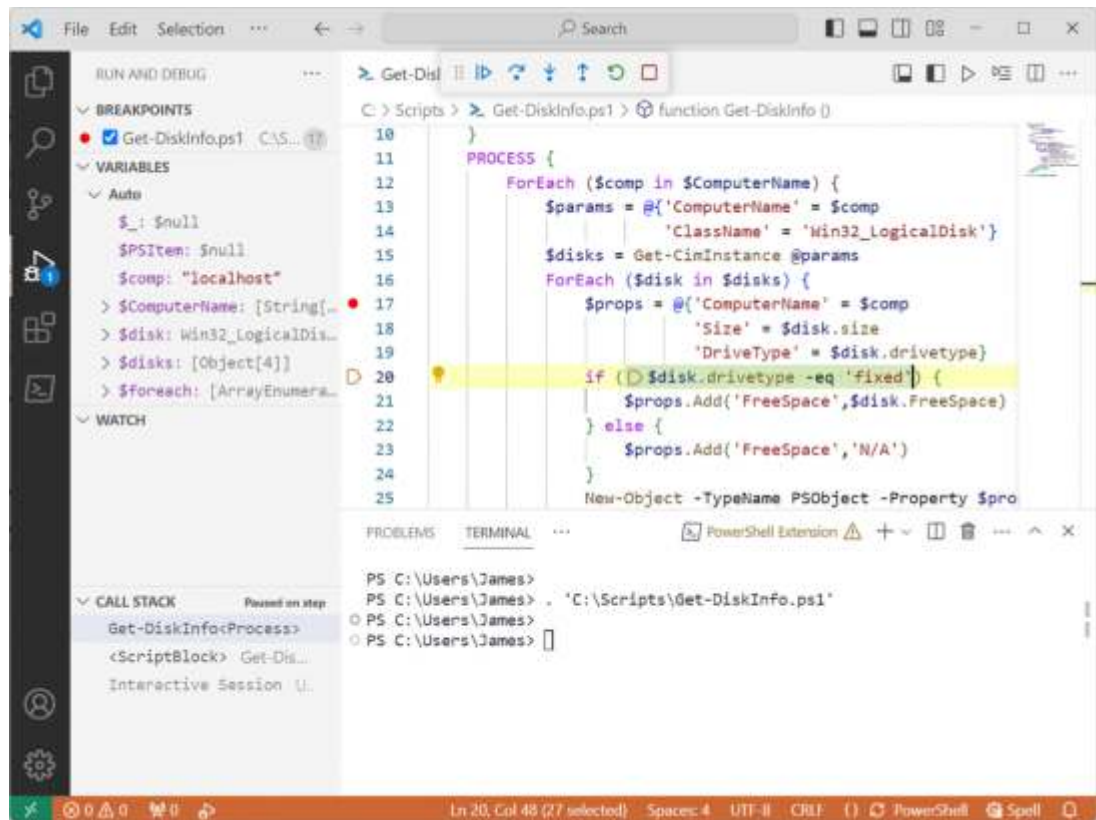 File Edit Selection ··· Search
RUN AND DEBUG ···
BREAKPOINTS
Get-DiskInfo.ps1 C:\S... 17
VARIABLES
Auto
$_: $null
$PSItem: $null
$comp: "localhost"
$ComputerName: [String[…
$disk: Win32_LogicalDis…
$disks: [Object[4]]
$foreach: [ArrayEnumera…
WATCH
CALL STACK Paused on step
Get-DiskInfo<Process>
<ScriptBlock> Get-Dis...
Interactive Session
Get-DisI
C: > Scripts > Get-DiskInfo.ps1 > function Get-DiskInfo ()
10 }
11 PROCESS {
12 ForEach ($comp in $ComputerName) {
13 $params = @{'ComputerName' = $comp
14 'ClassName' = 'Win32_LogicalDisk'}
15 $disks = Get-CimInstance @params
16 ForEach ($disk in $disks) {
17 $props = @{'ComputerName' = $comp
18 'Size' = $disk.size
19 'DriveType' = $disk.drivetype}
20 if ( $disk.drivetype -eq 'fixed') {
21 $props.Add('FreeSpace',$disk.FreeSpace)
22 } else {
23 $props.Add('FreeSpace','N/A')
24 }
25 New-Object -TypeName PSObject -Property $pro
PROBLEMS TERMINAL ··· PowerShell Extension
PS C:\Users\James>
PS C:\Users\James> . 'C:\Scripts\Get-DiskInfo.ps1'
PS C:\Users\James>
PS C:\Users\James>
0 0 0 Ln 20, Col 48 (27 selected) Spaces: 4 UTF-8 CRLF {} PowerShell Spell